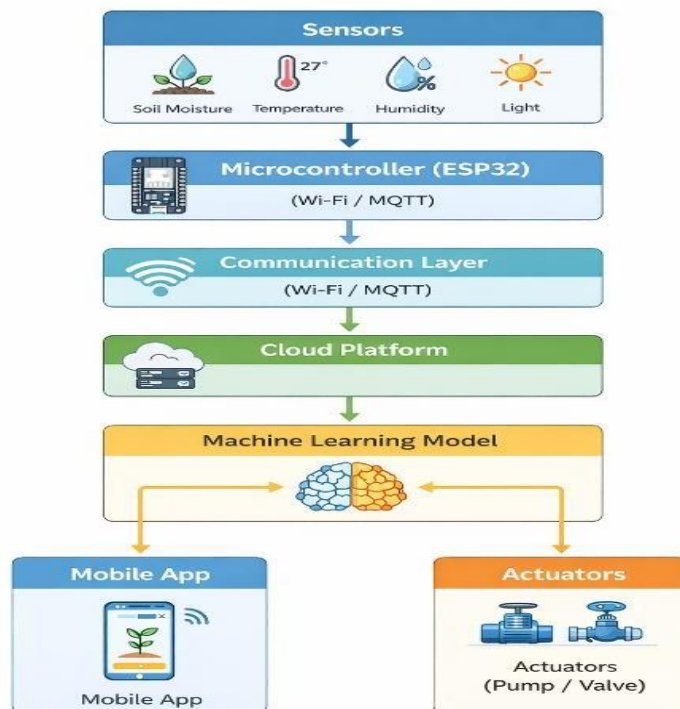 Sensors
27°
%
Soil Moisture Temperature Humidity Light
Microcontroller (ESP32)
(Wi-Fi / MQTT)
Communication Layer
(Wi-Fi / MQTT)
Cloud Platform
Machine Learning Model
Mobile App
Actuators
Mobile App
Actuators
(Pump / Valve)